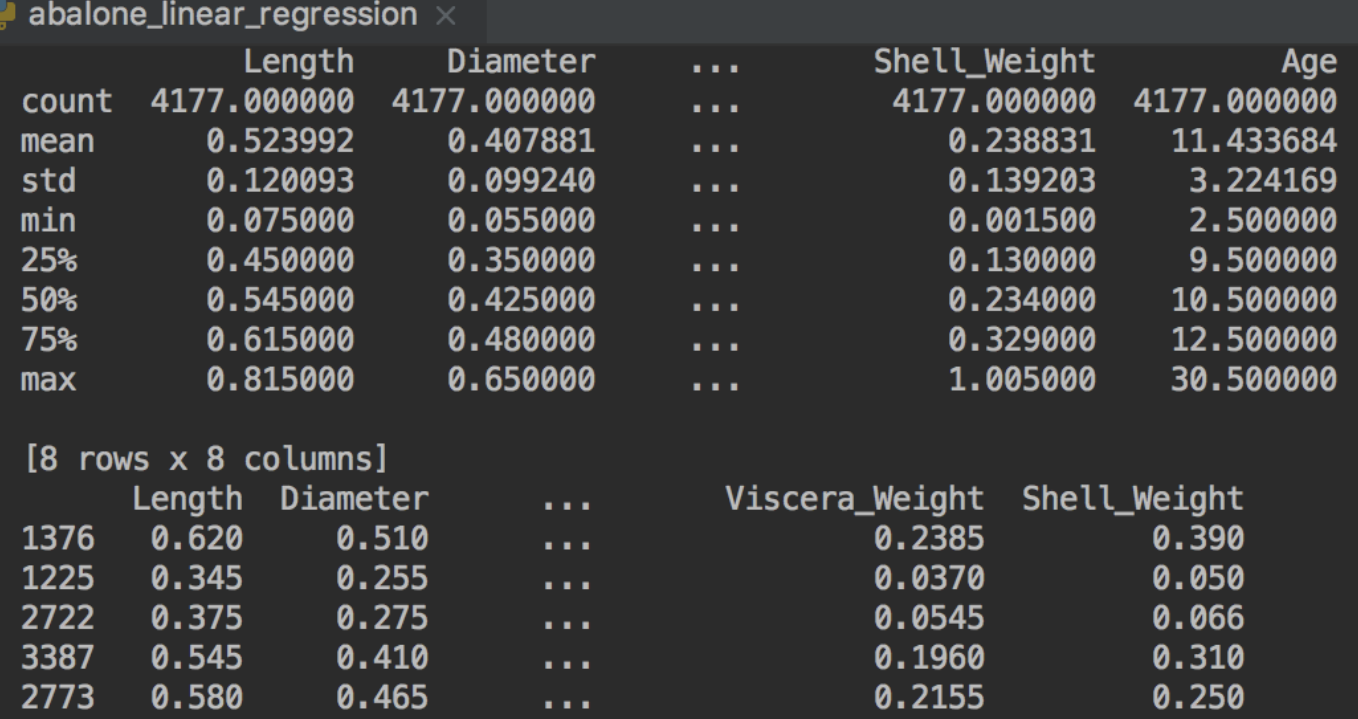 abalone_linear_regression ×
Length Diameter ... Shell_Weight Age
count 4177.000000 4177.000000 ... 4177.000000 4177.000000
mean 0.523992 0.407881 ... 0.238831 11.433684
std 0.120093 0.099240 ... 0.139203 3.224169
min 0.075000 0.055000 ... 0.001500 2.500000
25% 0.450000 0.350000 ... 0.130000 9.500000
50% 0.545000 0.425000 ... 0.234000 10.500000
75% 0.615000 0.480000 ... 0.329000 12.500000
max 0.815000 0.650000 ... 1.005000 30.500000
[8 rows x 8 columns]
Length Diameter ... Viscera_Weight Shell_Weight
1376 0.620 0.510 ... 0.2385 0.390
1225 0.345 0.255 ... 0.0370 0.050
2722 0.375 0.275 ... 0.0545 0.066
3387 0.545 0.410 ... 0.1960 0.310
2773 0.580 0.465 ... 0.2155 0.250